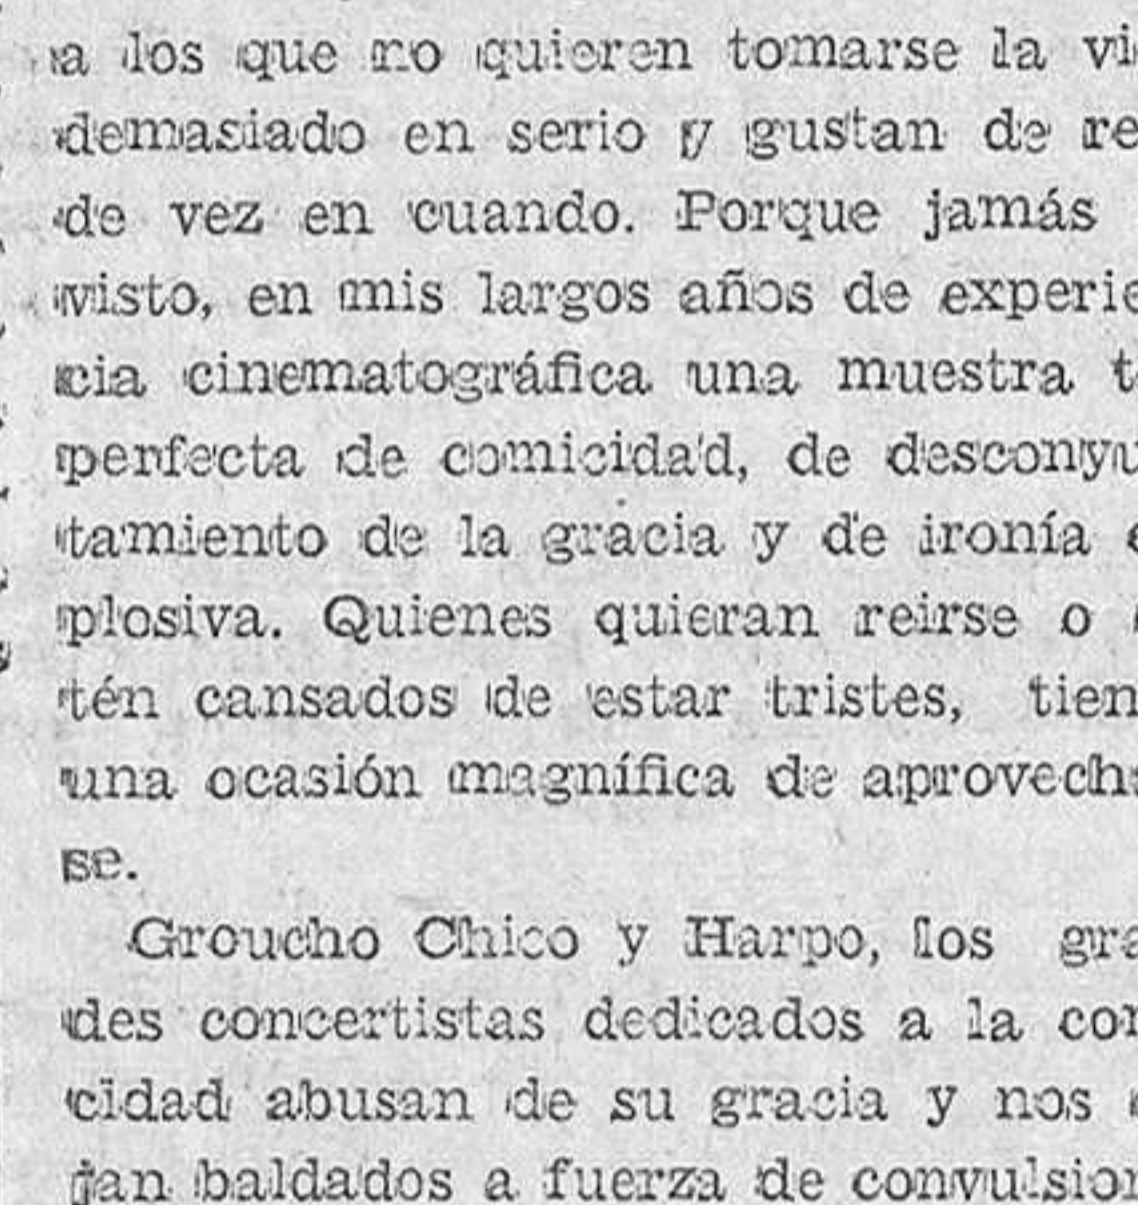 a los que no quieren tomarse la vi
demasiado en serio y gustan de re
de vez en cuando. Porque jamás
visto, en mis largos años de experie
cia cinematográfica una muestra t
perfecta de comicidad, de desconyu
tamiento de la gracia y de ironía
plosiva. Quienes quieran reirse o
tén cansados de estar tristes, tien
una ocasión magnífica de aprovech
se.
Groucho Chico y Harpo, los gra
des concertistas dedicados a la co
cidad abusan de su gracia y nos
jan baldados a fuerza de convulsion